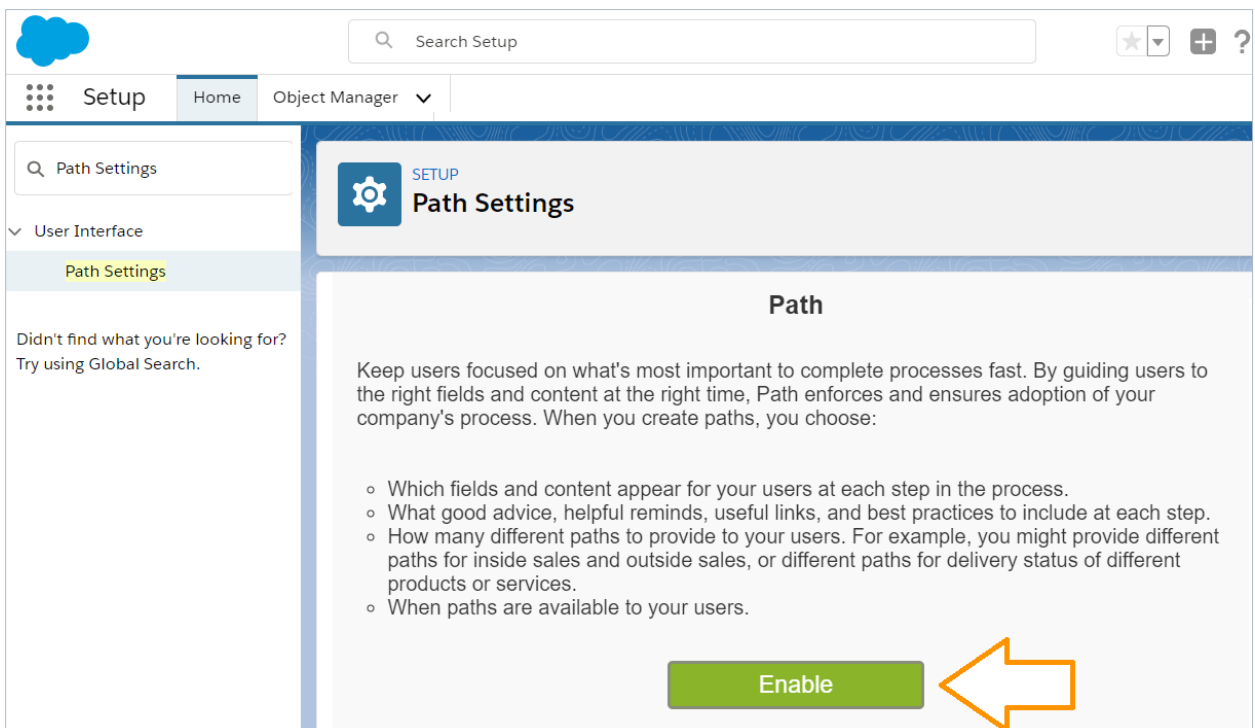 Search Setup
?
Setup
Home
Object Manager
Path Settings
User Interface
Path Settings
Didn't find what you're looking for?
Try using Global Search.
SETUP
Path Settings
Path
Keep users focused on what's most important to complete processes fast. By guiding users to
the right fields and content at the right time, Path enforces and ensures adoption of your
company's process. When you create paths, you choose:
Which fields and content appear for your users at each step in the process.
What good advice, helpful reminds, useful links, and best practices to include at each step.
How many different paths to provide to your users. For example, you might provide different
paths for inside sales and outside sales, or different paths for delivery status of different
products or services.
When paths are available to your users.
Enable